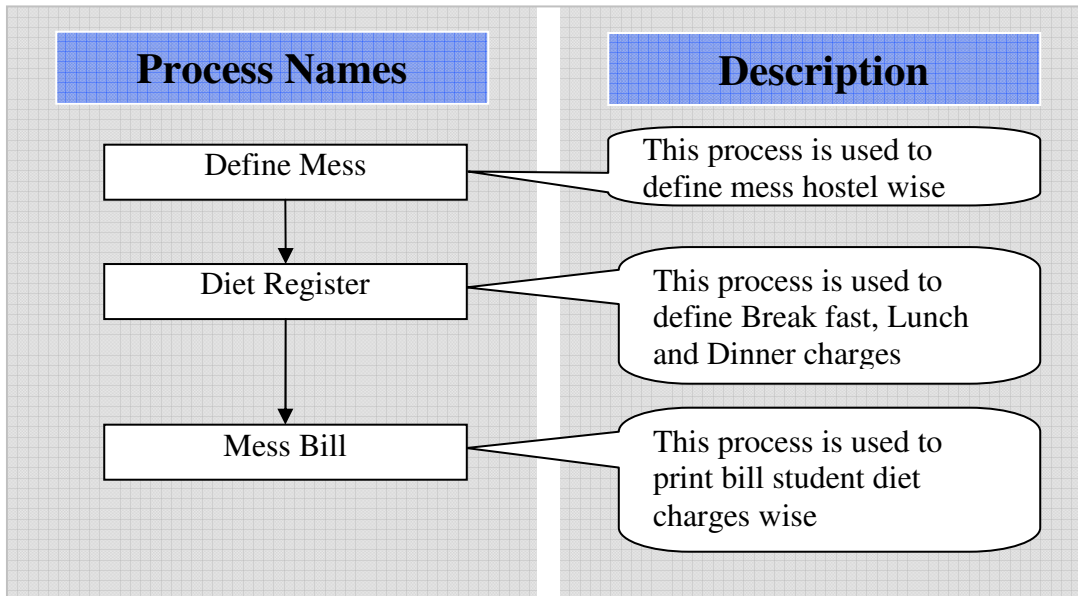 Process Names
Description
Define Mess
This process is used to
define mess hostel wise
Diet Register
This process is used to
define Break fast, Lunch
and Dinner charges
Mess Bill
This process is used to
print bill student diet
charges wise